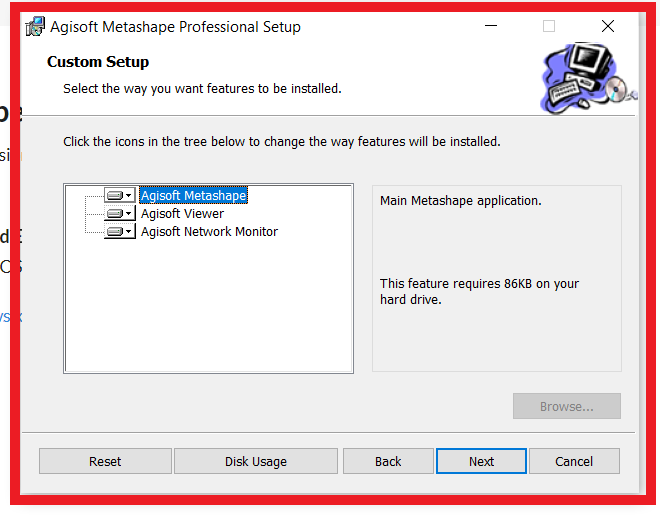 Agisoft Metashape Professional Setup
Custom Setup
Select the way you want features to be installed.
Click the icons in the tree below to change the way features will be installed.
Agisoft Metashape
Agisoft Viewer
Agisoft Network Monitor
Main Metashape application.
This feature requires 86KB on your
hard drive.
Browse...
Reset
Disk Usage
Back
Next
Cancel